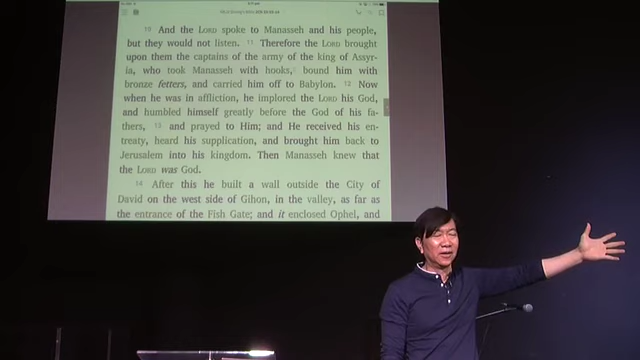 10 And the LORD spoke to Manasseh and his people,
but they would not listen. 11 Therefore the LORD brought
upon them the captains of the army of the king of Assyr-
ia, who took Manasseh with hooks, bound him with
bronze fetters, and carried him off to Babylon. 12 Now
when he was in affliction, he implored the LORD his God,
and humbled himself greatly before the God of his fa-
thers, 13 and prayed to Him; and He received his en-
treaty, heard his supplication, and brought him back to
Jerusalem into his kingdom. Then Manasseh knew that
the LORD was God.
14 After this he built a wall outside the City of
David on the west side of Gihon, in the valley, as far as
the entrance of the Fish Gate; and it enclosed Ophel, and